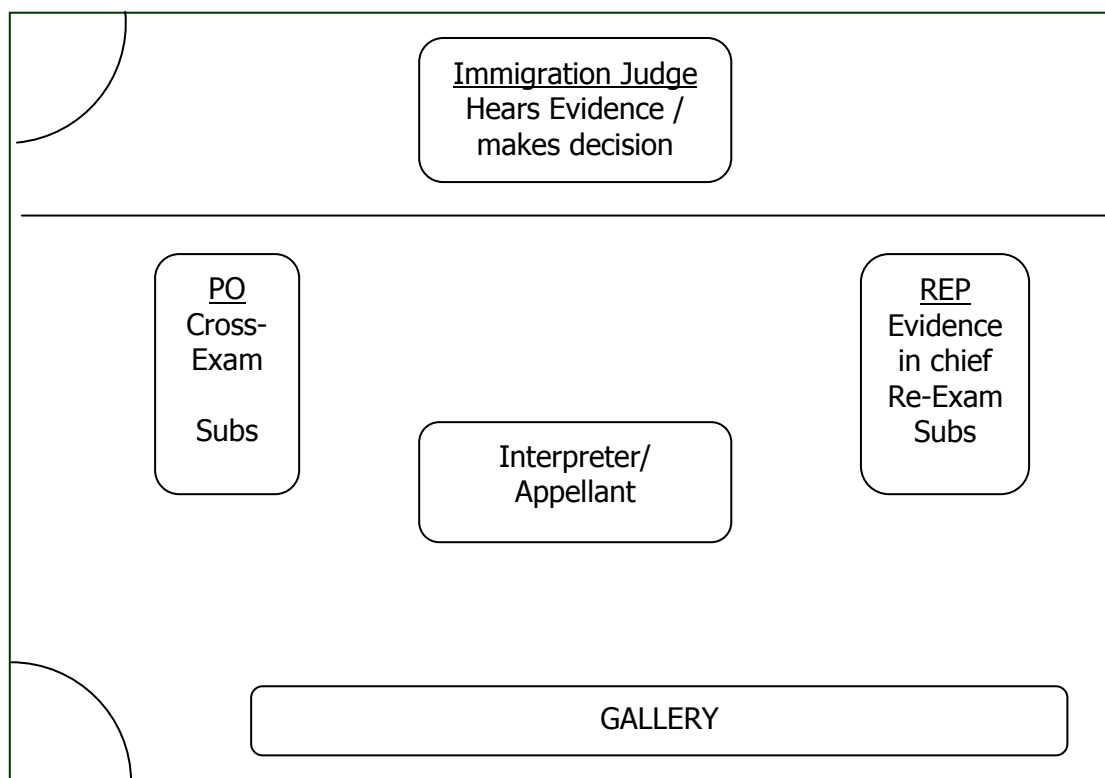 Immigration Judge
Hears Evidence /
makes decision
PO
Cross-
Exam
Subs
REP
Evidence
in chief
Re-Exam
Subs
Interpreter/
Appellant
GALLERY